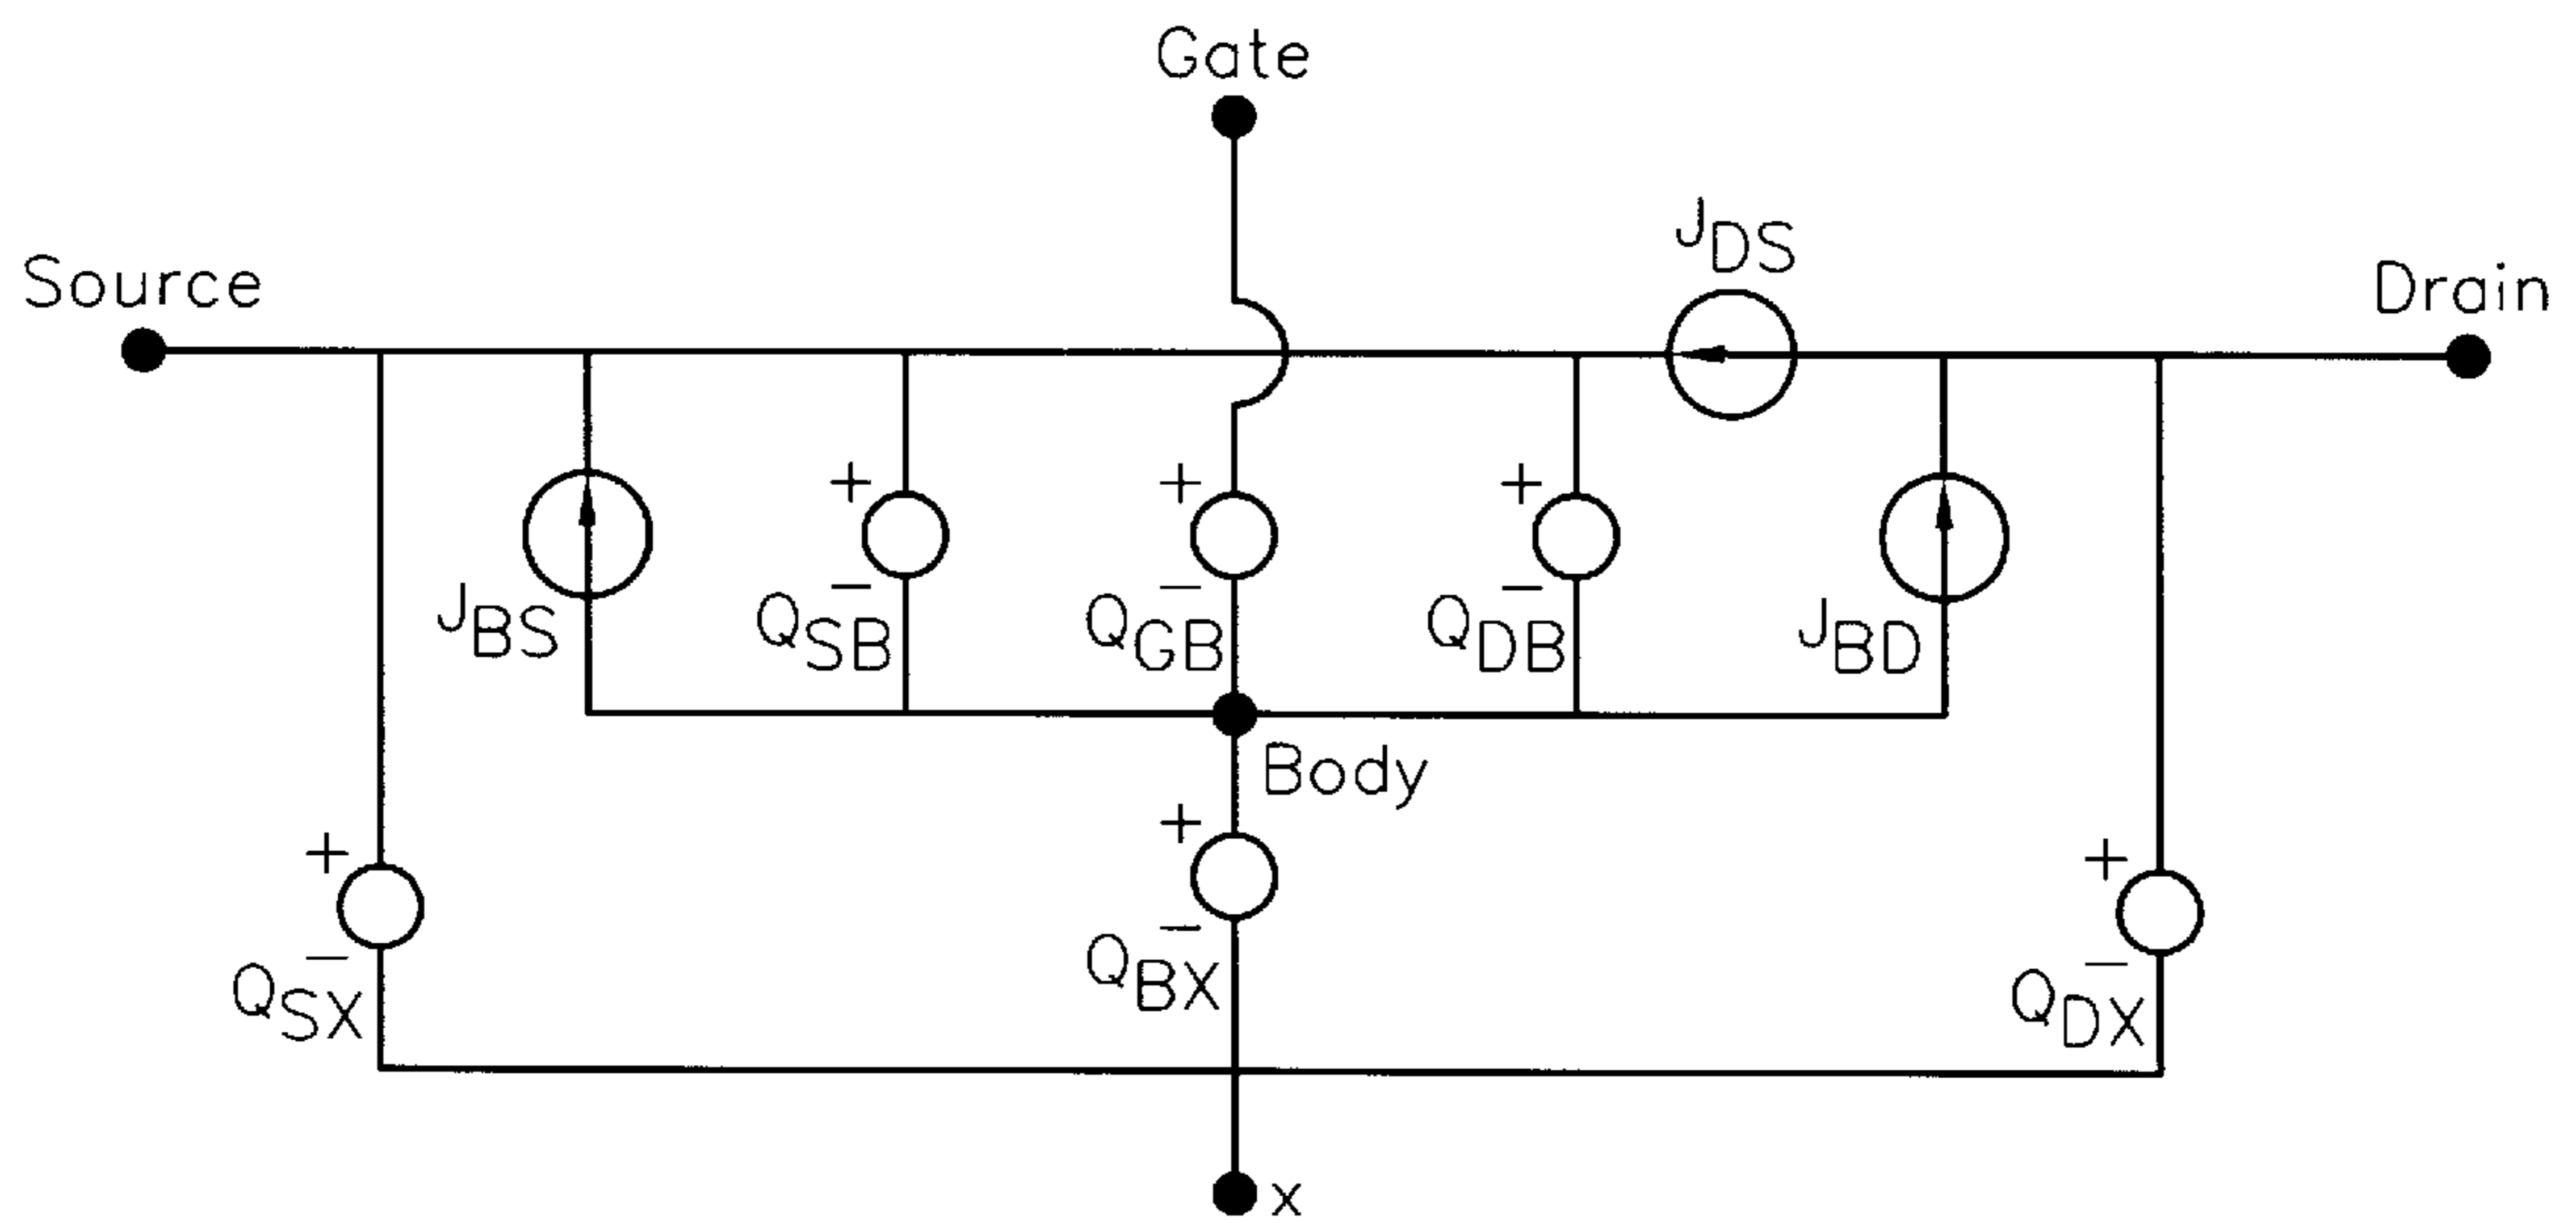 Gate
J_DS
Source
Drain
+ + +
J_BS
−
Q_SB
−
Q_GB
−
Q_DB
J_BD
Body
+
+
+
−
Q_SX
−
Q_BX
−
Q_DX
x